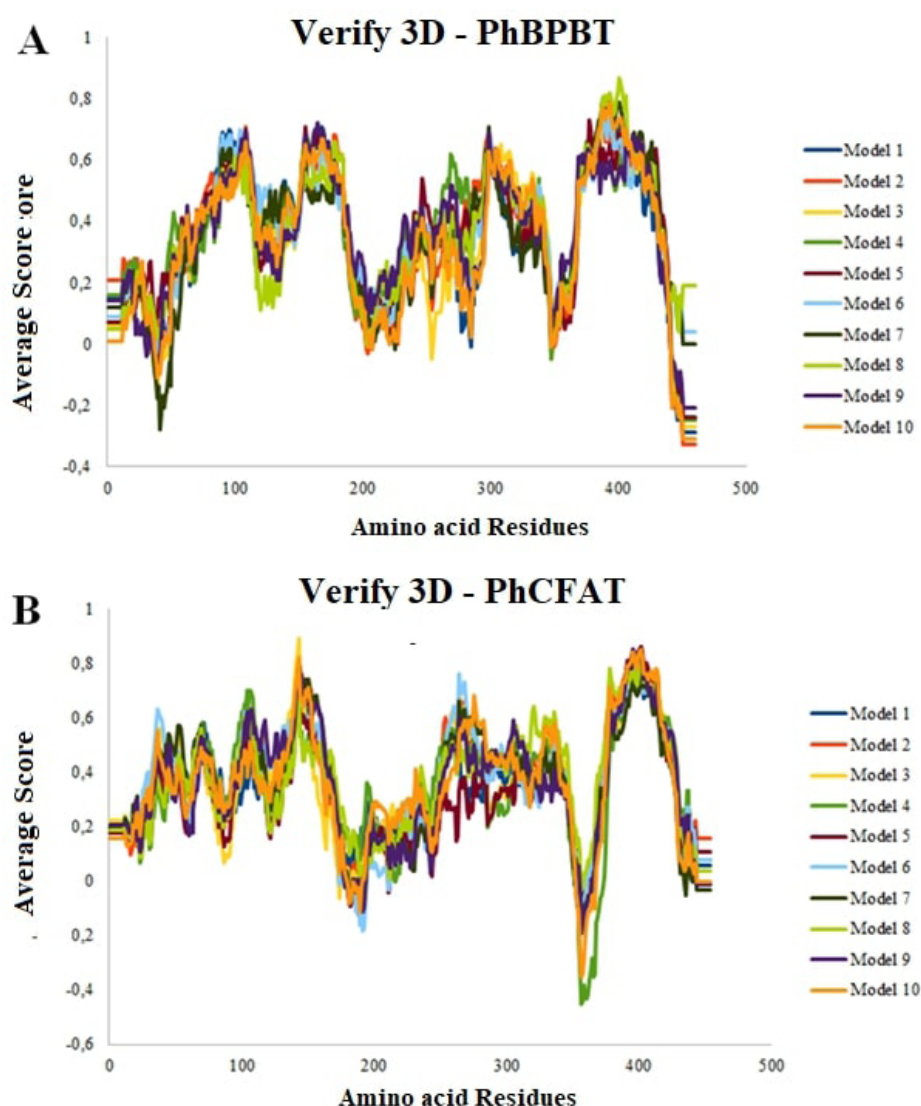 A
Verify 3D - PhBPBT
1
0,8
0,6
0,4
0,2
0
-0,2
-0,4
0
100
200
300
400
500
Average Score :ore
Amino acid Residues
Model 1
Model 2
Model 3
Model 4
Model 5
Model 6
Model 7
Model 8
Model 9
Model 10
B
Verify 3D - PhCFAT
1
0,8
0,6
0,4
0,2
0
-0,2
-0,4
-0,6
0
100
200
300
400
500
Average Score
Amino acid Residues
Model 1
Model 2
Model 3
Model 4
Model 5
Model 6
Model 7
Model 8
Model 9
Model 10